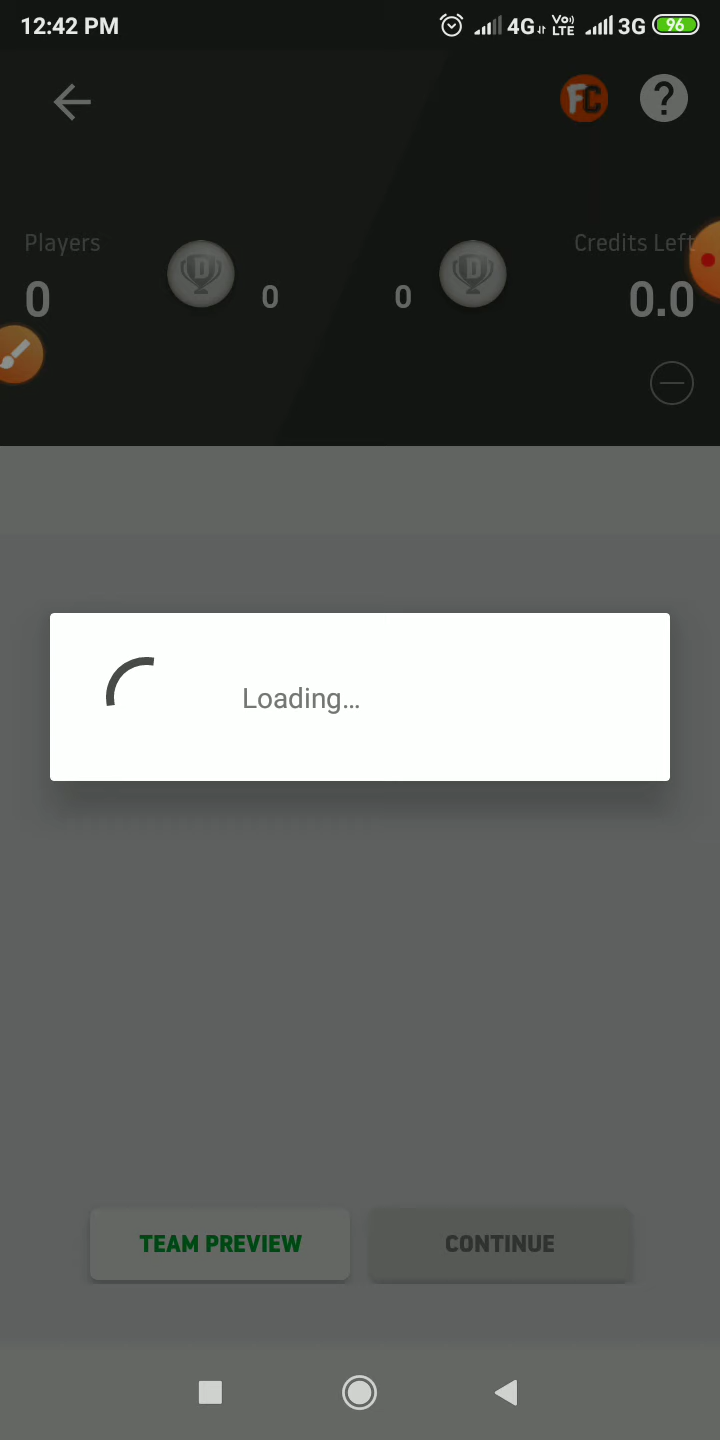 12:42 PM 4G Vo)) LTE 3G 96
FC ?
Players Credits Left
D D
0 0 0 0.0
Loading...
TEAM PREVIEW CONTINUE